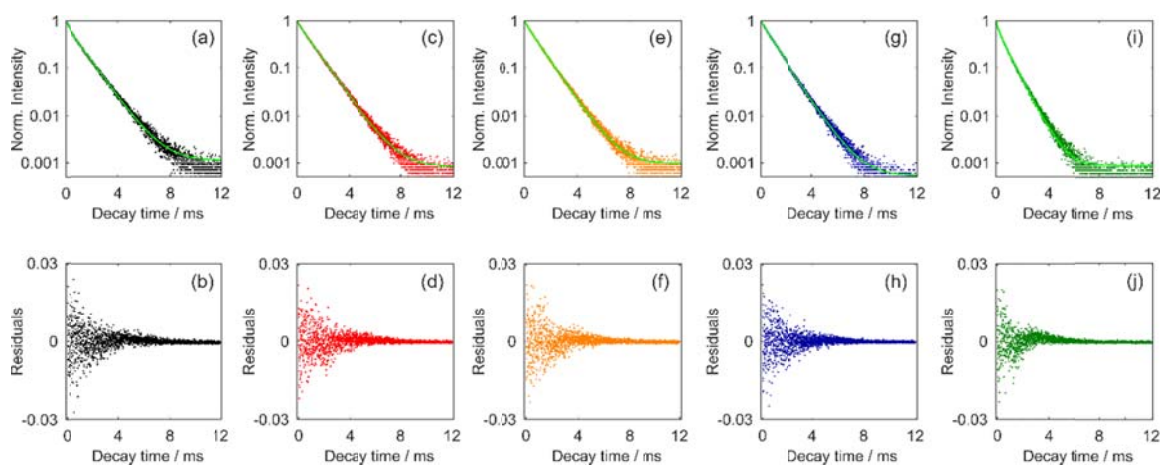 1 (a) 1 (c) 1 (e) 1 (g) 1 (i)
Norm. Intensity Norm. Intensity Norm. Intensity Norm. Intensity Norm. Intensity
0.1 0.1 0.1 0.1 0.1
0.01 0.01 0.01 0.01 0.01
0.001 0.001 0.001 0.001 0.001
0 4 8 12 0 4 8 12 0 4 8 12 0 4 8 12 0 4 8 12
Decay time / ms Decay time / ms Decay time / ms Decay time / ms Decay time / ms
0.03 (b) 0.03 (d) 0.03 (f) 0.03 (h) 0.03 (j)
Residuals Residuals Residuals Residuals Residuals
0 0 0 0 0
-0.03 -0.03 -0.03 -0.03 -0.03
0 4 8 12 0 4 8 12 0 4 8 12 0 4 8 12 0 4 8 12
Decay time / ms Decay time / ms Decay time / ms Decay time / ms Decay time / ms